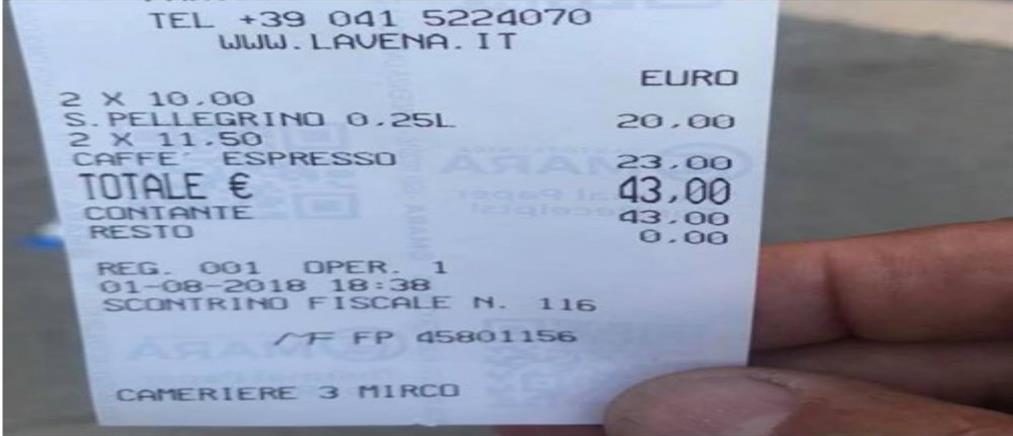 TEL +39 041 5224070
WWW.LAVENA.IT
EURO
2 X 10.00
S.PELLEGRINO 0.25L 20.00
2 X 11.50
CAFFE' ESPRESSO 23.00
TOTALE € 43,00
CONTANTE 43.00
RESTO 0.00
REG. 001 OPER. 1
01-08-2018 18:38
SCONTRINO FISCALE N. 116
MF FP 45801156
CAMERIERE 3 MIRCO